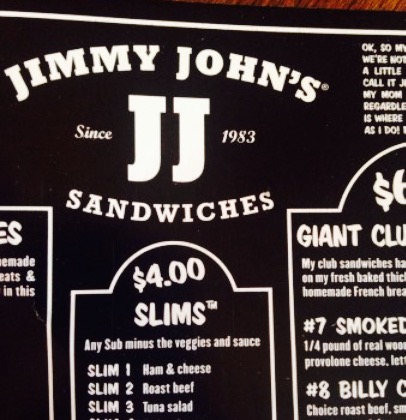 JIMMY JOHN'S®
JJ
Since 1983
SANDWICHES
OK, SO MY
WE'RE NOT
A LITTLE
CALL IT
MY MOM
REGARDLE
IS WHERE
AS I DO!
ES
emade
eats &
in this
$4.00
SLIMS™
Any Sub minus the veggies and sauce
SLIM 1 Ham & cheese
SLIM 2 Roast beef
SLIM 3 Tuna salad
$6
GIANT CLU
My club sandwiches ha
on my fresh baked thick
homemade French brea
#7 SMOKED
1/4 pound of real woo
provolone cheese, lett
#8 BILLY C
Choice roast beef, sm